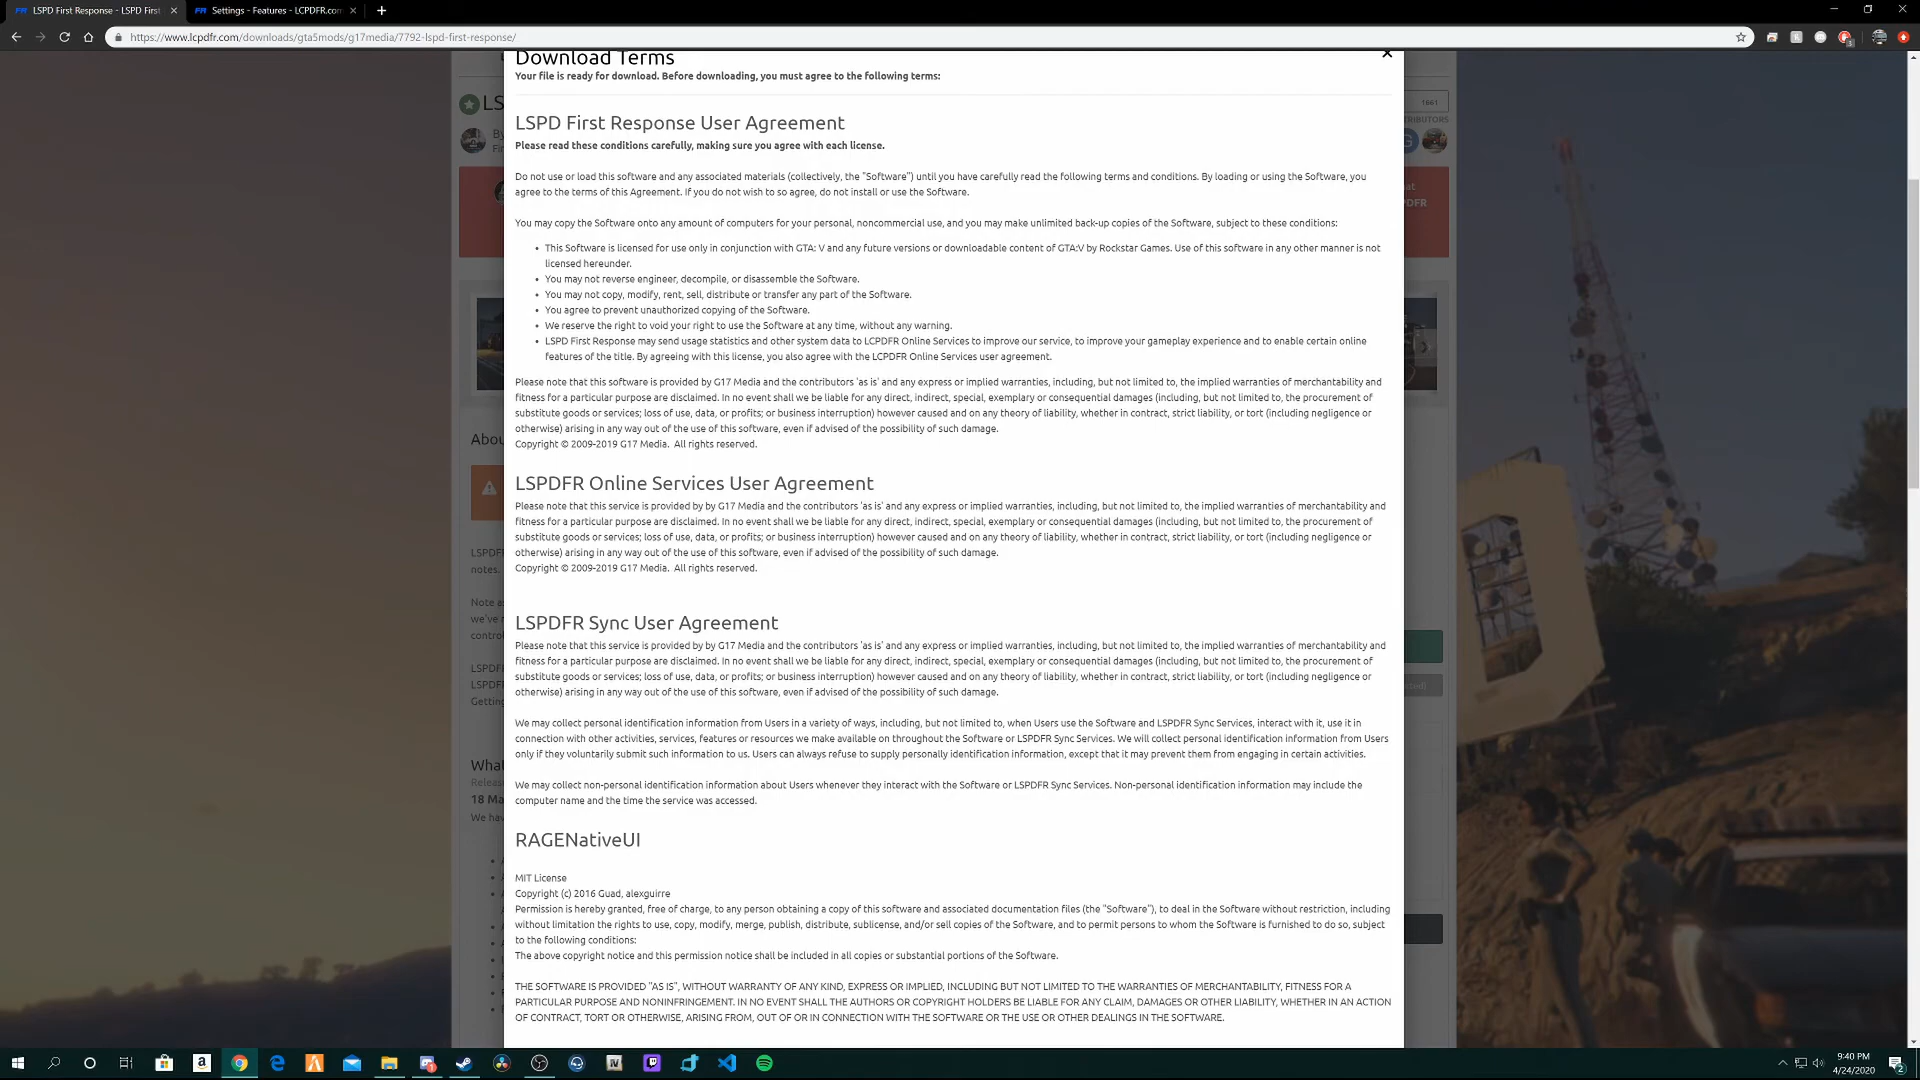 LSPD First Response - LSPD First
Settings - Features - LCPDFR.com
https://www.lcpdfr.com/downloads/gta5mods/g17media/7792-lspd-first-response/
Download Terms
Your file is ready for download. Before downloading, you must agree to the following terms:
LSPD First Response User Agreement
Please read these conditions carefully, making sure you agree with each license.
Do not use or load this software and any associated materials (collectively, the "Software") until you have carefully read the following terms and conditions. By loading or using the Software, you
agree to the terms of this Agreement. If you do not wish to so agree, do not install or use the Software.
You may copy the Software onto any amount of computers for your personal, noncommercial use, and you may make unlimited back-up copies of the Software, subject to these conditions:
• This Software is licensed for use only in conjunction with GTA: V and any future versions or downloadable content of GTA:V by Rockstar Games. Use of this software in any other manner is not
licensed hereunder.
• You may not reverse engineer, decompile, or disassemble the Software.
• You may not copy, modify, rent, sell, distribute or transfer any part of the Software.
• You agree to prevent unauthorized copying of the Software.
• We reserve the right to void your right to use the Software at any time, without any warning.
• LSPD First Response may send usage statistics and other system data to LCPDFR Online Services to improve our service, to improve your gameplay experience and to enable certain online
features of the title. By agreeing with this license, you also agree with the LCPDFR Online Services user agreement.
Please note that this software is provided by G17 Media and the contributors 'as is' and any express or implied warranties, including, but not limited to, the implied warranties of merchantability and
fitness for a particular purpose are disclaimed. In no event shall we be liable for any direct, indirect, special, exemplary or consequential damages (including, but not limited to, the procurement of
substitute goods or services; loss of use, data, or profits; or business interruption) however caused and on any theory of liability, whether in contract, strict liability, or tort (including negligence or
otherwise) arising in any way out of the use of this software, even if advised of the possibility of such damage.
Copyright © 2009-2019 G17 Media. All rights reserved.
LSPDFR Online Services User Agreement
Please note that this service is provided by by G17 Media and the contributors 'as is' and any express or implied warranties, including, but not limited to, the implied warranties of merchantability and
fitness for a particular purpose are disclaimed. In no event shall we be liable for any direct, indirect, special, exemplary or consequential damages (including, but not limited to, the procurement of
substitute goods or services; loss of use, data, or profits; or business interruption) however caused and on any theory of liability, whether in contract, strict liability, or tort (including negligence or
otherwise) arising in any way out of the use of this software, even if advised of the possibility of such damage.
Copyright © 2009-2019 G17 Media. All rights reserved.
LSPDFR Sync User Agreement
Please note that this service is provided by by G17 Media and the contributors 'as is' and any express or implied warranties, including, but not limited to, the implied warranties of merchantability and
fitness for a particular purpose are disclaimed. In no event shall we be liable for any direct, indirect, special, exemplary or consequential damages (including, but not limited to, the procurement of
substitute goods or services; loss of use, data, or profits; or business interruption) however caused and on any theory of liability, whether in contract, strict liability, or tort (including negligence or
otherwise) arising in any way out of the use of this software, even if advised of the possibility of such damage.
We may collect personal identification information from Users in a variety of ways, including, but not limited to, when Users use the Software and LSPDFR Sync Services, interact with it, use it in
connection with other activities, services, features or resources we make available on throughout the Software or LSPDFR Sync Services. We will collect personal identification information from Users
only if they voluntarily submit such information to us. Users can always refuse to supply personally identification information, except that it may prevent them from engaging in certain activities.
We may collect non-personal identification information about Users whenever they interact with the Software or LSPDFR Sync Services. Non-personal identification information may include the
computer name and the time the service was accessed.
RAGENativeUI
MIT License
Copyright (c) 2016 Guad, alexguirre
Permission is hereby granted, free of charge, to any person obtaining a copy of this software and associated documentation files (the "Software"), to deal in the Software without restriction, including
without limitation the rights to use, copy, modify, merge, publish, distribute, sublicense, and/or sell copies of the Software, and to permit persons to whom the Software is furnished to do so, subject
to the following conditions:
The above copyright notice and this permission notice shall be included in all copies or substantial portions of the Software.
THE SOFTWARE IS PROVIDED "AS IS", WITHOUT WARRANTY OF ANY KIND, EXPRESS OR IMPLIED, INCLUDING BUT NOT LIMITED TO THE WARRANTIES OF MERCHANTABILITY, FITNESS FOR A
PARTICULAR PURPOSE AND NONINFRINGEMENT. IN NO EVENT SHALL THE AUTHORS OR COPYRIGHT HOLDERS BE LIABLE FOR ANY CLAIM, DAMAGES OR OTHER LIABILITY, WHETHER IN AN ACTION
OF CONTRACT, TORT OR OTHERWISE, ARISING FROM, OUT OF OR IN CONNECTION WITH THE SOFTWARE OR THE USE OR OTHER DEALINGS IN THE SOFTWARE.
LS
By
1661
Abou
LSPDF
notes.
Note a
we've
contro
LSPDF
LSPDF
Getting
What
Releas
18 Ma
We hav
9:40 PM
4/24/2020